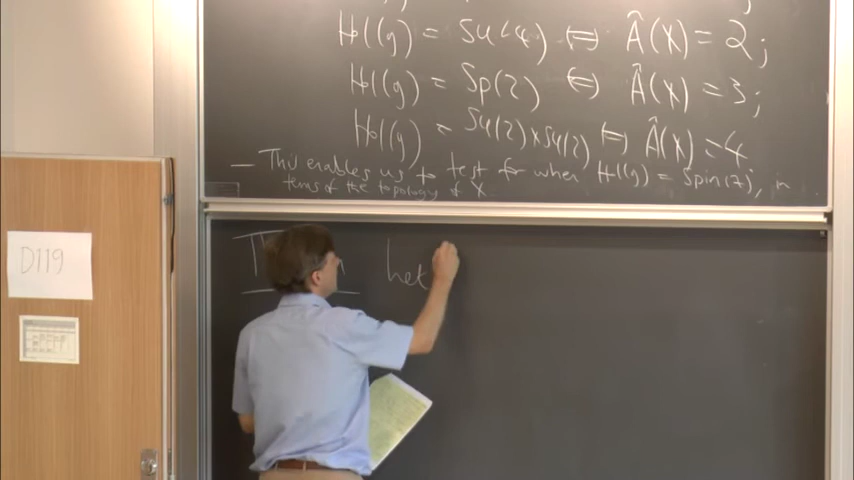 Hol(g) = SU(4) ⇔ Â(X) = 2;
Hol(g) = Sp(2) ⇔ Â(X) = 3;
Hol(g) = SU(2)×SU(2) ⇔ Â(X) = 4
— This enables us to test for when Hol(g) = Spin(7), in
terms of the topology of X
D119
Let